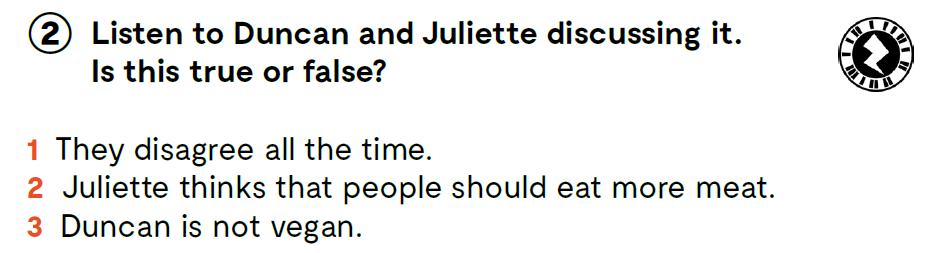 2 Listen to Duncan and Juliette discussing it.
Is this true or false?
1 They disagree all the time.
2 Juliette thinks that people should eat more meat.
3 Duncan is not vegan.